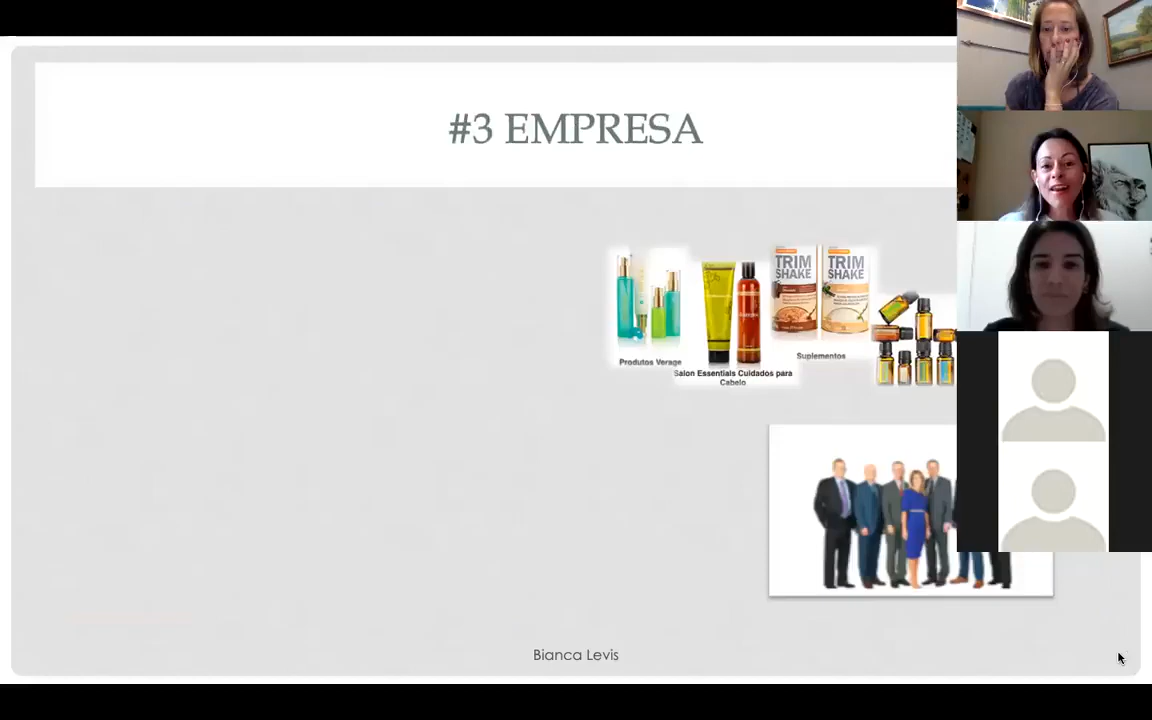 #3 EMPRESA
TRIM
SHAKE
TRIM
SHAKE
Produtos Verage
Suplementos
Salon Essentials Cuidados para
Cabelo
Bianca Levis